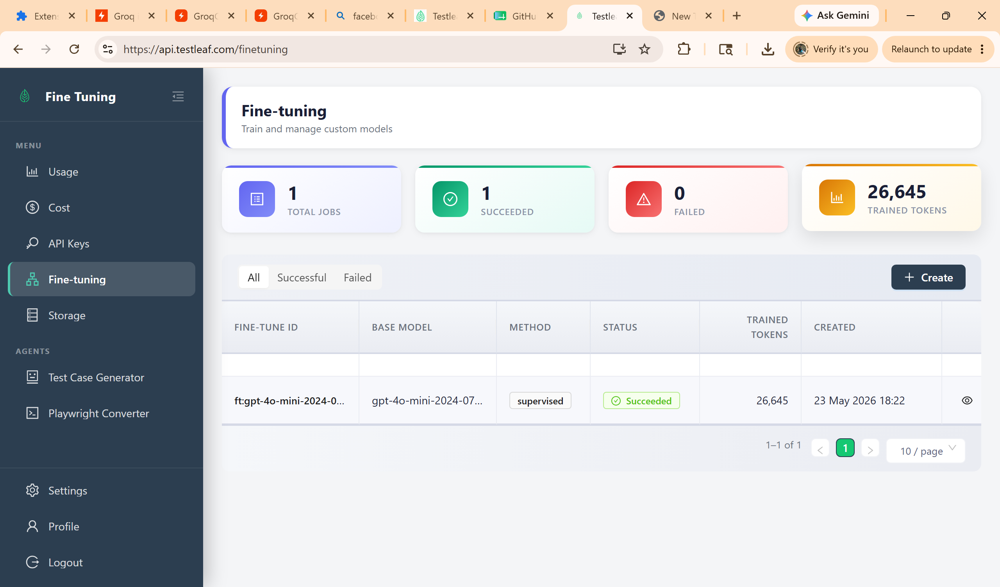 Exten
Groq
GroqC
GroqC
facebo
Testle
GitHu
Testle
New T
Ask Gemini
https://api.testleaf.com/finetuning
Verify it's you
Relaunch to update
Fine Tuning
MENU
Usage
Cost
API Keys
Fine-tuning
Storage
AGENTS
Test Case Generator
Playwright Converter
Settings
Profile
Logout
Fine-tuning
Train and manage custom models
1
TOTAL JOBS
1
SUCCEEDED
0
FAILED
26,645
TRAINED TOKENS
All
Successful
Failed
+ Create
FINE-TUNE ID
BASE MODEL
METHOD
STATUS
TRAINED
TOKENS
CREATED
ft:gpt-4o-mini-2024-0...
gpt-4o-mini-2024-07...
supervised
Succeeded
26,645
23 May 2026 18:22
1–1 of 1
<
1
>
10 / page